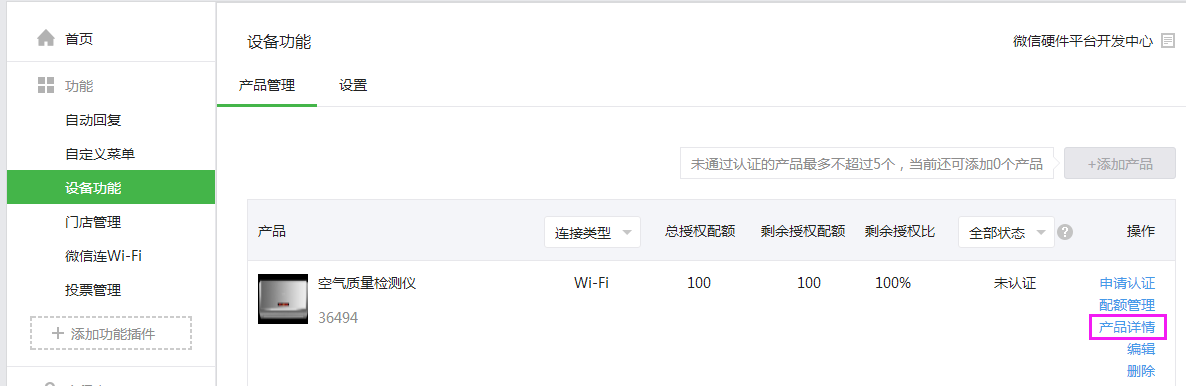 首页
功能
自动回复
自定义菜单
设备功能
门店管理
微信连Wi-Fi
投票管理
添加功能插件
设备功能
微信硬件平台开发中心
产品管理 设置
未通过认证的产品最多不超过5个，当前还可添加0个产品 +添加产品
产品 连接类型 总授权配额 剩余授权配额 剩余授权比 全部状态 ? 操作
空气质量检测仪 Wi-Fi 100 100 100% 未认证 申请认证
36494
配额管理
产品详情
编辑
删除